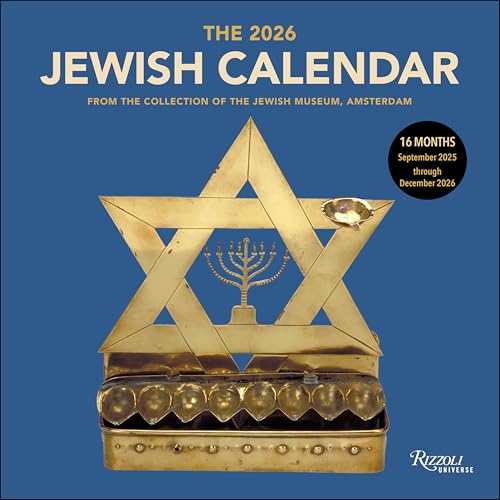 THE 2026
JEWISH CALENDAR
FROM THE COLLECTION OF THE JEWISH MUSEUM, AMSTERDAM
16 MONTHS
September 2025
through
December 2026
RIZZOLI
UNIVERSE